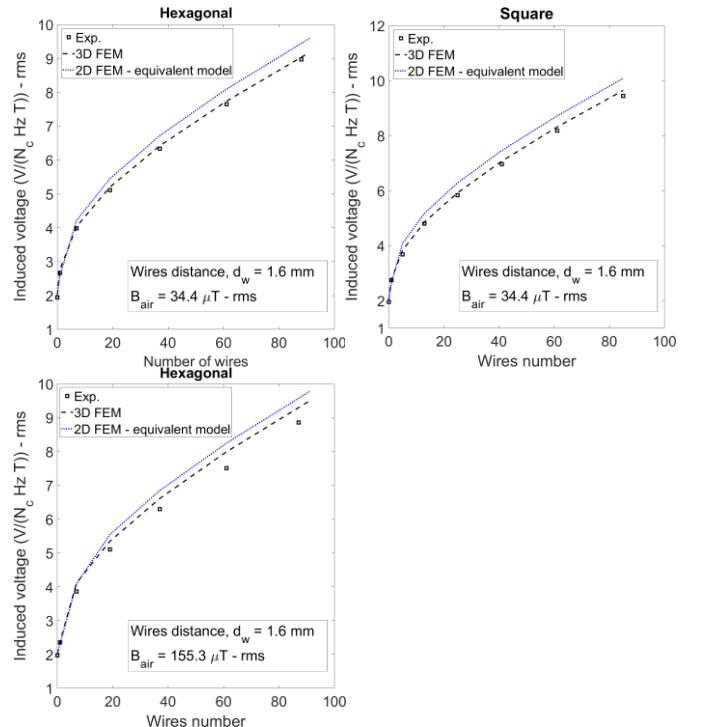 Hexagonal
Induced voltage (V/(N_c Hz T)) - rms
10
9
8
7
6
5
4
3
2
1
Exp.
3D FEM
2D FEM - equivalent model
Wires distance, d_w = 1.6 mm
B_air = 34.4 μT - rms
0
20
40
60
80
100
Number of wires
Square
Induced voltage (V/(N_c Hz T)) - rms
12
10
8
6
4
2
1
Exp.
3D FEM
2D FEM - equivalent model
Wires distance, d_w = 1.6 mm
B_air = 34.4 μT - rms
0
20
40
60
80
100
Wires number
Hexagonal
Induced voltage (V/(N_c Hz T)) - rms
10
9
8
7
6
5
4
3
2
1
Exp.
3D FEM
2D FEM - equivalent model
Wires distance, d_w = 1.6 mm
B_air = 155.3 μT - rms
0
20
40
60
80
100
Wires number